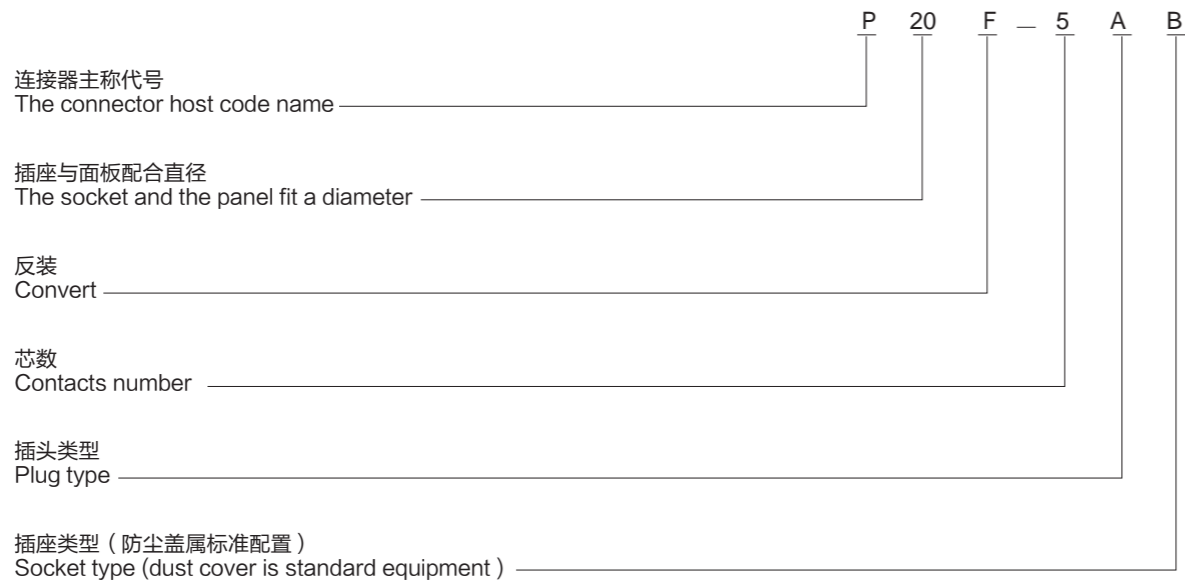 P 20 F — 5 A B
连接器主称代号
The connector host code name
插座与面板配合直径
The socket and the panel fit a diameter
反装
Convert
芯数
Contacts number
插头类型
Plug type
插座类型（防尘盖属标准配置）
Socket type (dust cover is standard equipment )